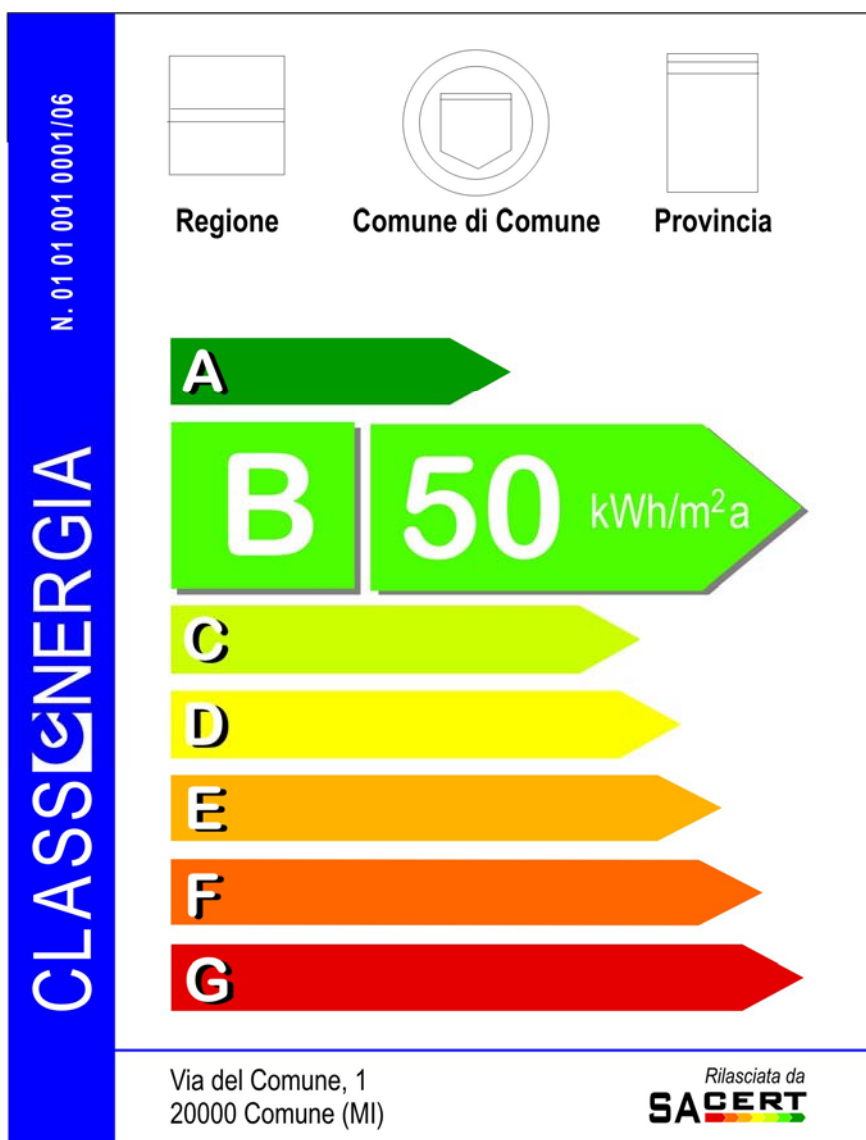 N. 01 01 001 0001/06
CLASSeNERGIA
Regione
Comune di Comune
Provincia
A
B 50 kWh/m²a
C
D
E
F
G
Via del Comune, 1
20000 Comune (MI)
Rilasciata da
SACERT